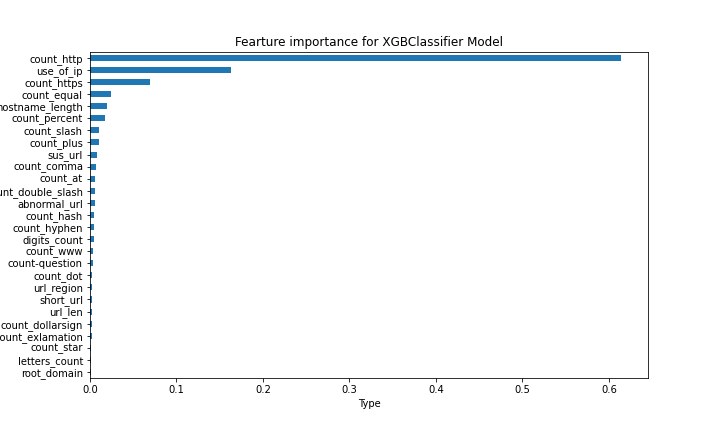 Fearture importance for XGBClassifier Model
count_http
use_of_ip
count_https
count_equal
hostname_length
count_percent
count_slash
count_plus
sus_url
count_comma
count_at
unt_double_slash
abnormal_url
count_hash
count_hyphen
digits_count
count_www
count-question
count_dot
url_region
short_url
url_len
count_dollarsign
ount_exlamation
count_star
letters_count
root_domain
0.0 0.1 0.2 0.3 0.4 0.5 0.6
Type